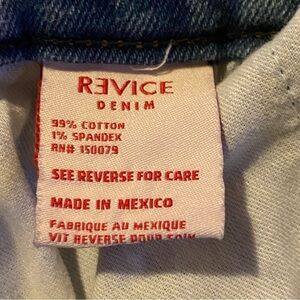 REVICE
DENIM
99% COTTON
1% SPANDEX
RN# 150079
SEE REVERSE FOR CARE
MADE IN MEXICO
FABRIQUE AU MEXIQUE
VIT REVERSE POUR SOIN